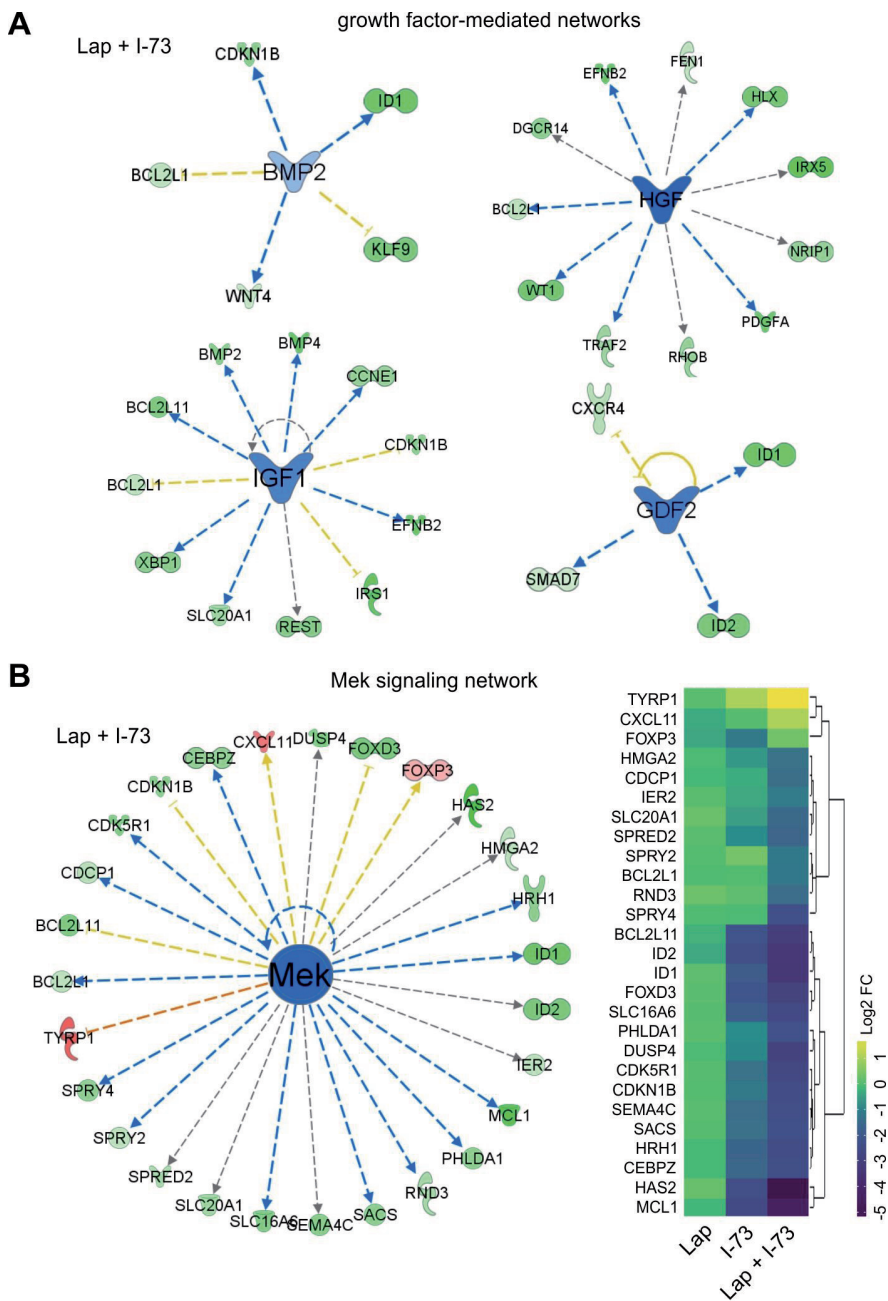 A
growth factor-mediated networks
Lap + I-73
CDKN1B
ID1
BCL2L1
BMP2
KLF9
WNT4
EFNB2
FEN1
HLX
DGCR14
IRX5
HGF
BCL2L1
NRIP1
WT1
PDGFA
TRAF2
RHOB
BMP2
BMP4
CCNE1
BCL2L11
CDKN1B
BCL2L1
IGF1
EFNB2
XBP1
IRS1
SLC20A1
REST
CXCR4
ID1
GDF2
SMAD7
ID2
B
Mek signaling network
Lap + I-73
CXCL11
DUSP4
FOXD3
CEBPZ
FOXP3
CDKN1B
HAS2
CDK5R1
HMGA2
CDCP1
HRH1
BCL2L11
ID1
Mek
BCL2L1
ID2
TYRP1
IER2
SPRY4
MCL1
SPRY2
PHLDA1
SPRED2
RND3
SLC20A1
SACS
SLC16A6
SEMA4C
TYRP1
CXCL11
FOXP3
HMGA2
CDCP1
IER2
SLC20A1
SPRED2
SPRY2
BCL2L1
RND3
SPRY4
BCL2L11
ID2
ID1
FOXD3
SLC16A6
PHLDA1
DUSP4
CDK5R1
CDKN1B
SEMA4C
SACS
HRH1
CEBPZ
HAS2
MCL1
Lap
I-73
Lap + I-73
Log2 FC
1
0
-1
-2
-3
-4
-5